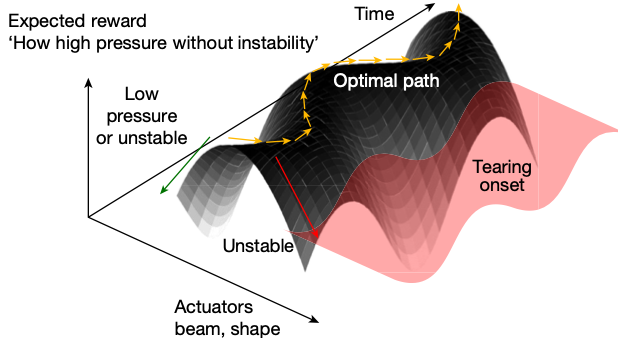 Expected reward
‘How high pressure without instability’
Time
Low
pressure
or unstable
Optimal path
Tearing
onset
Unstable
Actuators
beam, shape